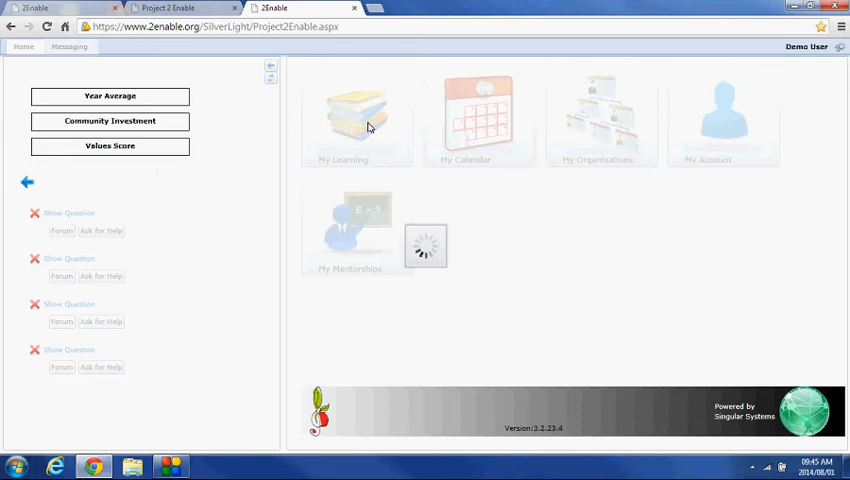 2Enable
Project 2 Enable
2Enable
https://www.2enable.org/SilverLight/Project2Enable.aspx
Home
Messaging
Demo User
Year Average
Community Investment
Values Score
Show Question
Forum
Ask for Help
Show Question
Forum
Ask for Help
Show Question
Forum
Ask for Help
Show Question
Forum
Ask for Help
My Learning
My Calendar
My Organisations
My Account
My Mentorships
Version:3.2.23.4
Powered by
Singular Systems
09:45 AM
2014/08/01